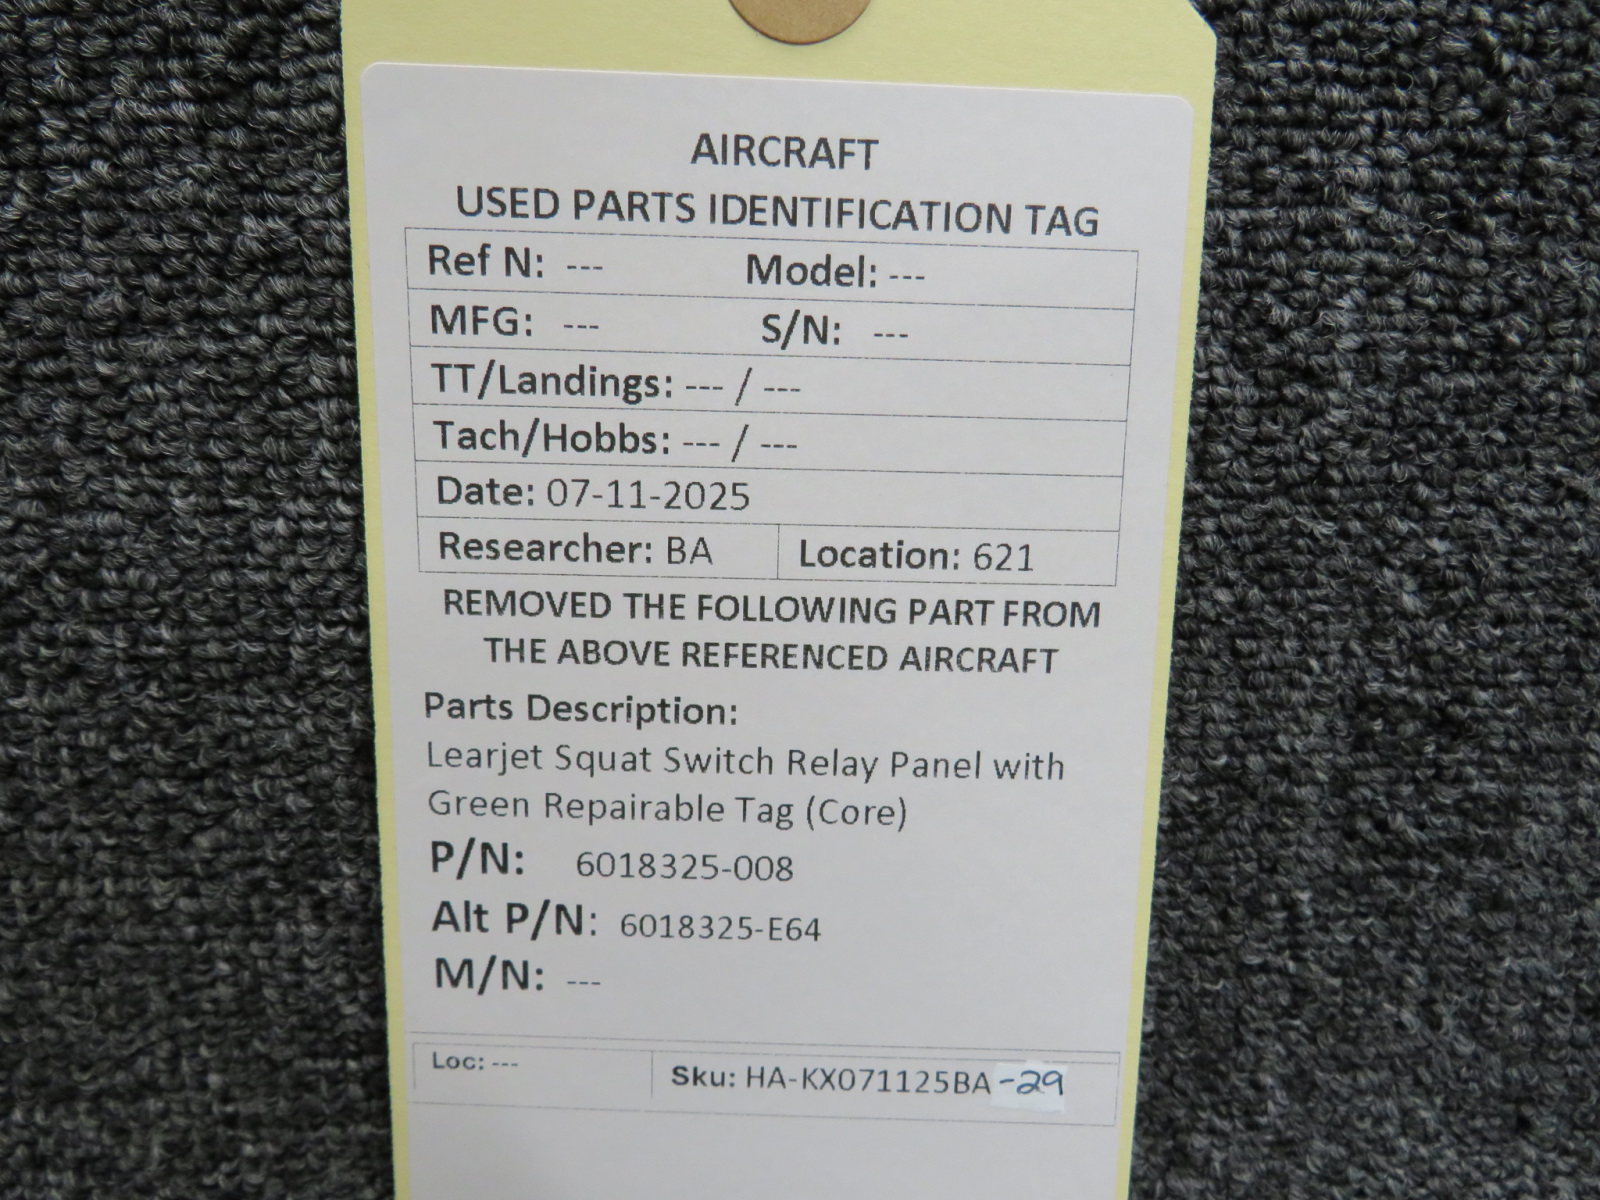 AIRCRAFT
USED PARTS IDENTIFICATION TAG
Ref N: --- Model: ---
MFG: --- S/N: ---
TT/Landings: --- / ---
Tach/Hobbs: --- / ---
Date: 07-11-2025
Researcher: BA Location: 621
REMOVED THE FOLLOWING PART FROM
THE ABOVE REFERENCED AIRCRAFT
Parts Description:
Learjet Squat Switch Relay Panel with
Green Repairable Tag (Core)
P/N: 6018325-008
Alt P/N: 6018325-E64
M/N: ---
Loc: --- Sku: HA-KX071125BA-29